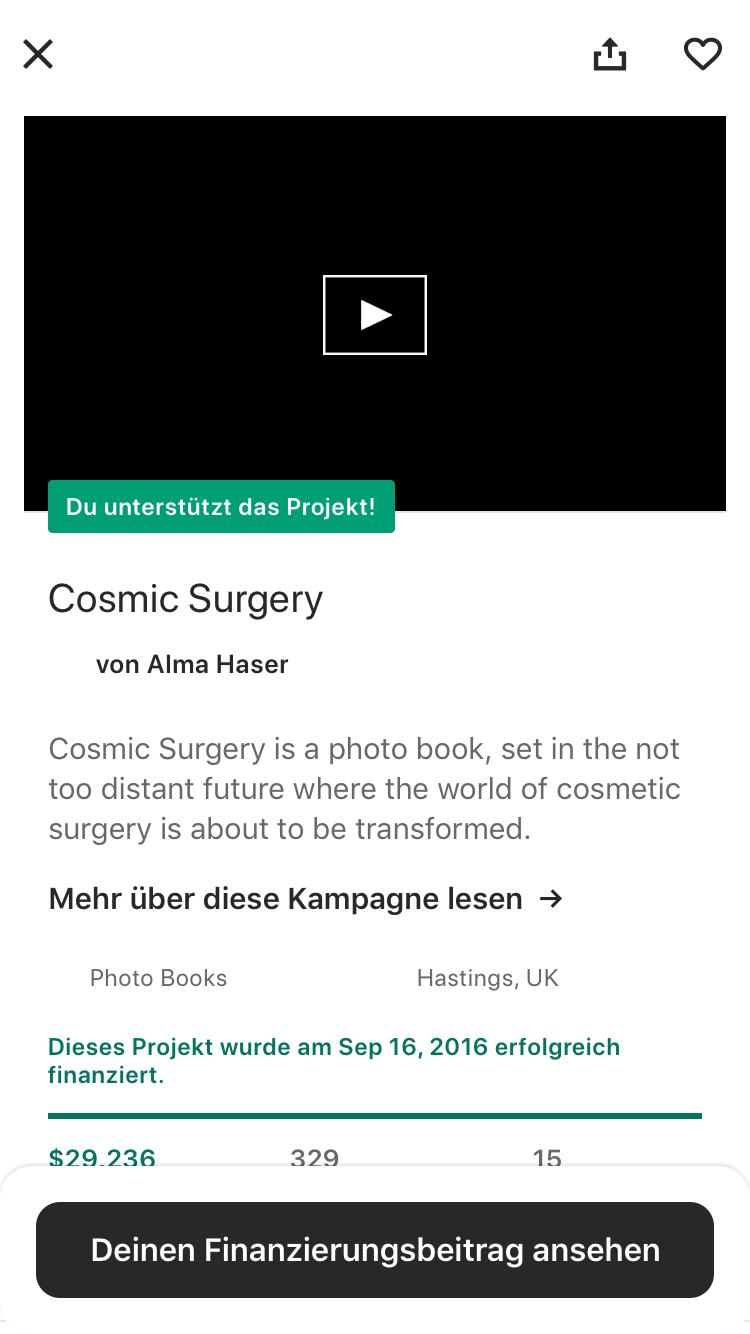 Du unterstützt das Projekt!
Cosmic Surgery
von Alma Haser
Cosmic Surgery is a photo book, set in the not
too distant future where the world of cosmetic
surgery is about to be transformed.
Mehr über diese Kampagne lesen →
Photo Books
Hastings, UK
Dieses Projekt wurde am Sep 16, 2016 erfolgreich
finanziert.
$29,236
329
15
Deinen Finanzierungsbeitrag ansehen